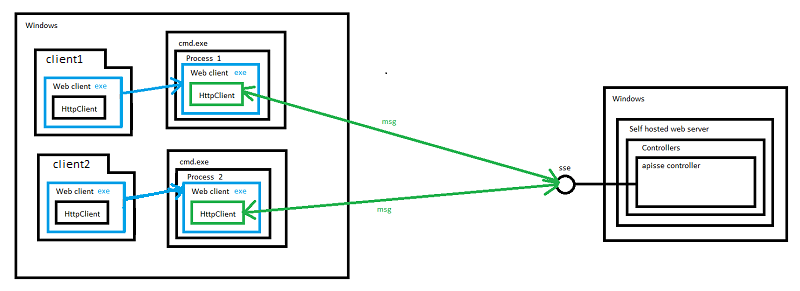 Windows
client1
Web client exe
HttpClient
cmd.exe
Process 1
Web client exe
HttpClient
client2
Web client exe
HttpClient
cmd.exe
Process 2
Web client exe
HttpClient
msg
msg
sse
Windows
Self hosted web server
Controllers
apisse controller